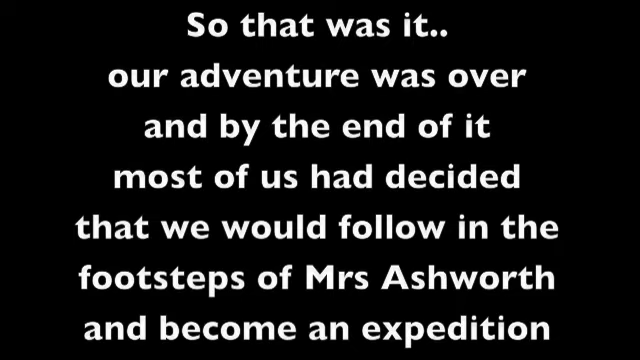 So that was it..
our adventure was over
and by the end of it
most of us had decided
that we would follow in the
footsteps of Mrs Ashworth
and become an expedition